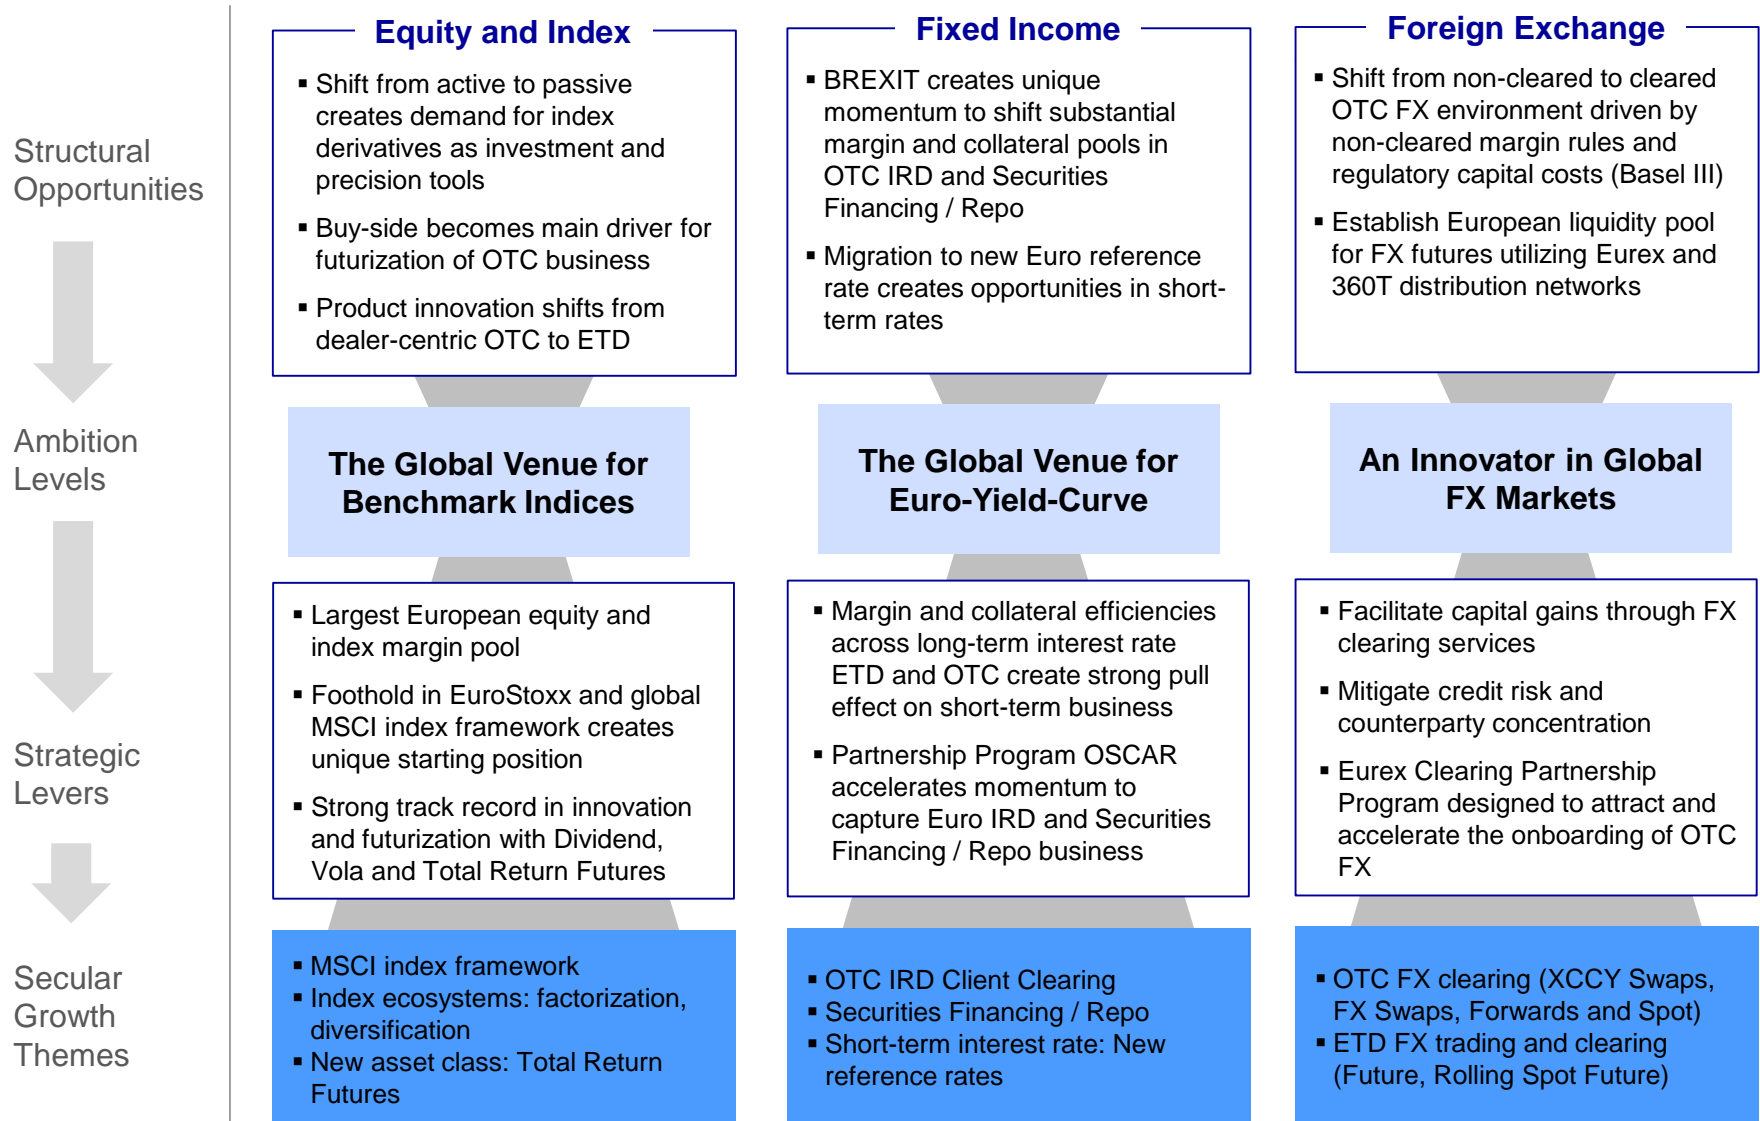 Structural
Opportunities
Ambition
Levels
Strategic
Levers
Secular
Growth
Themes
Equity and Index
▪ Shift from active to passive
creates demand for index
derivatives as investment and
precision tools
▪ Buy-side becomes main driver for
futurization of OTC business
▪ Product innovation shifts from
dealer-centric OTC to ETD
The Global Venue for
Benchmark Indices
▪ Largest European equity and
index margin pool
▪ Foothold in EuroStoxx and global
MSCI index framework creates
unique starting position
▪ Strong track record in innovation
and futurization with Dividend,
Vola and Total Return Futures
▪ MSCI index framework
▪ Index ecosystems: factorization,
diversification
▪ New asset class: Total Return
Futures
Fixed Income
▪ BREXIT creates unique
momentum to shift substantial
margin and collateral pools in
OTC IRD and Securities
Financing / Repo
▪ Migration to new Euro reference
rate creates opportunities in short-
term rates
The Global Venue for
Euro-Yield-Curve
▪ Margin and collateral efficiencies
across long-term interest rate
ETD and OTC create strong pull
effect on short-term business
▪ Partnership Program OSCAR
accelerates momentum to
capture Euro IRD and Securities
Financing / Repo business
▪ OTC IRD Client Clearing
▪ Securities Financing / Repo
▪ Short-term interest rate: New
reference rates
Foreign Exchange
▪ Shift from non-cleared to cleared
OTC FX environment driven by
non-cleared margin rules and
regulatory capital costs (Basel III)
▪ Establish European liquidity pool
for FX futures utilizing Eurex and
360T distribution networks
An Innovator in Global
FX Markets
▪ Facilitate capital gains through FX
clearing services
▪ Mitigate credit risk and
counterparty concentration
▪ Eurex Clearing Partnership
Program designed to attract and
accelerate the onboarding of OTC
FX
▪ OTC FX clearing (XCCY Swaps,
FX Swaps, Forwards and Spot)
▪ ETD FX trading and clearing
(Future, Rolling Spot Future)